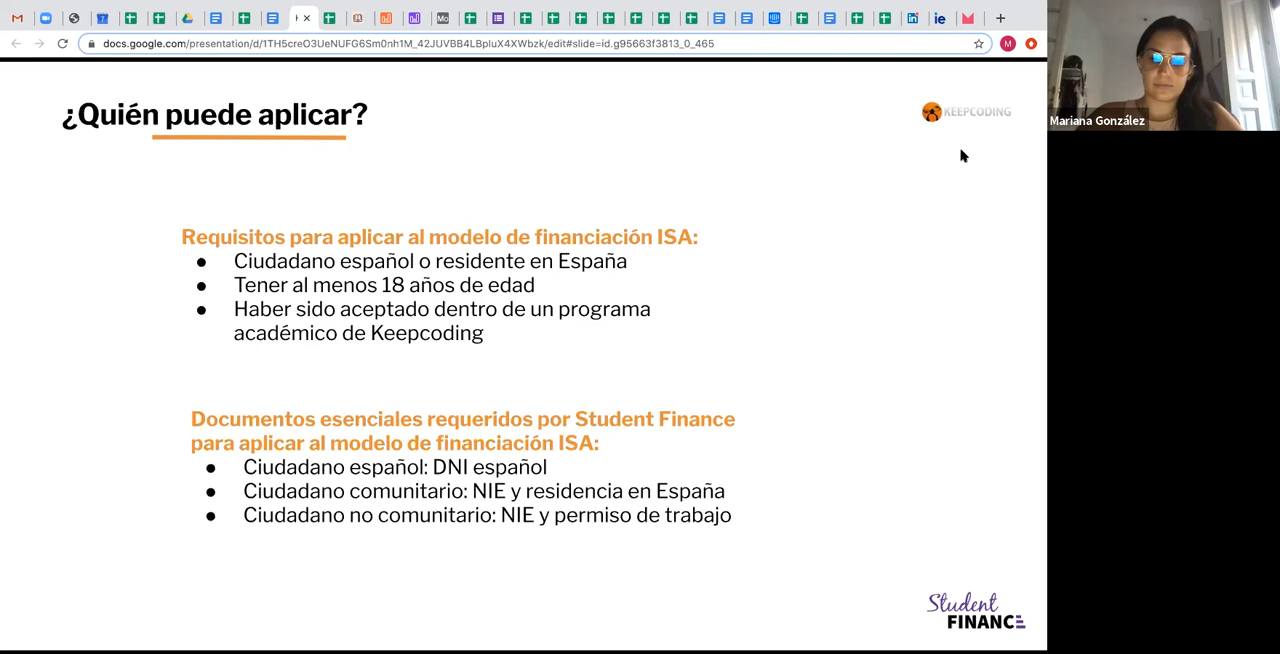 docs.google.com/presentation/d/1TH5creO3UeNUFG6Sm0nh1M_42JUVBB4LBpluX4XWbzk/edit#slide=id.g95663f3813_0_465
M
¿Quién puede aplicar?
KEEPCODING
Mariana González
Requisitos para aplicar al modelo de financiación ISA:
● Ciudadano español o residente en España
● Tener al menos 18 años de edad
● Haber sido aceptado dentro de un programa
académico de Keepcoding
Documentos esenciales requeridos por Student Finance
para aplicar al modelo de financiación ISA:
● Ciudadano español: DNI español
● Ciudadano comunitario: NIE y residencia en España
● Ciudadano no comunitario: NIE y permiso de trabajo
Student
FINANCE